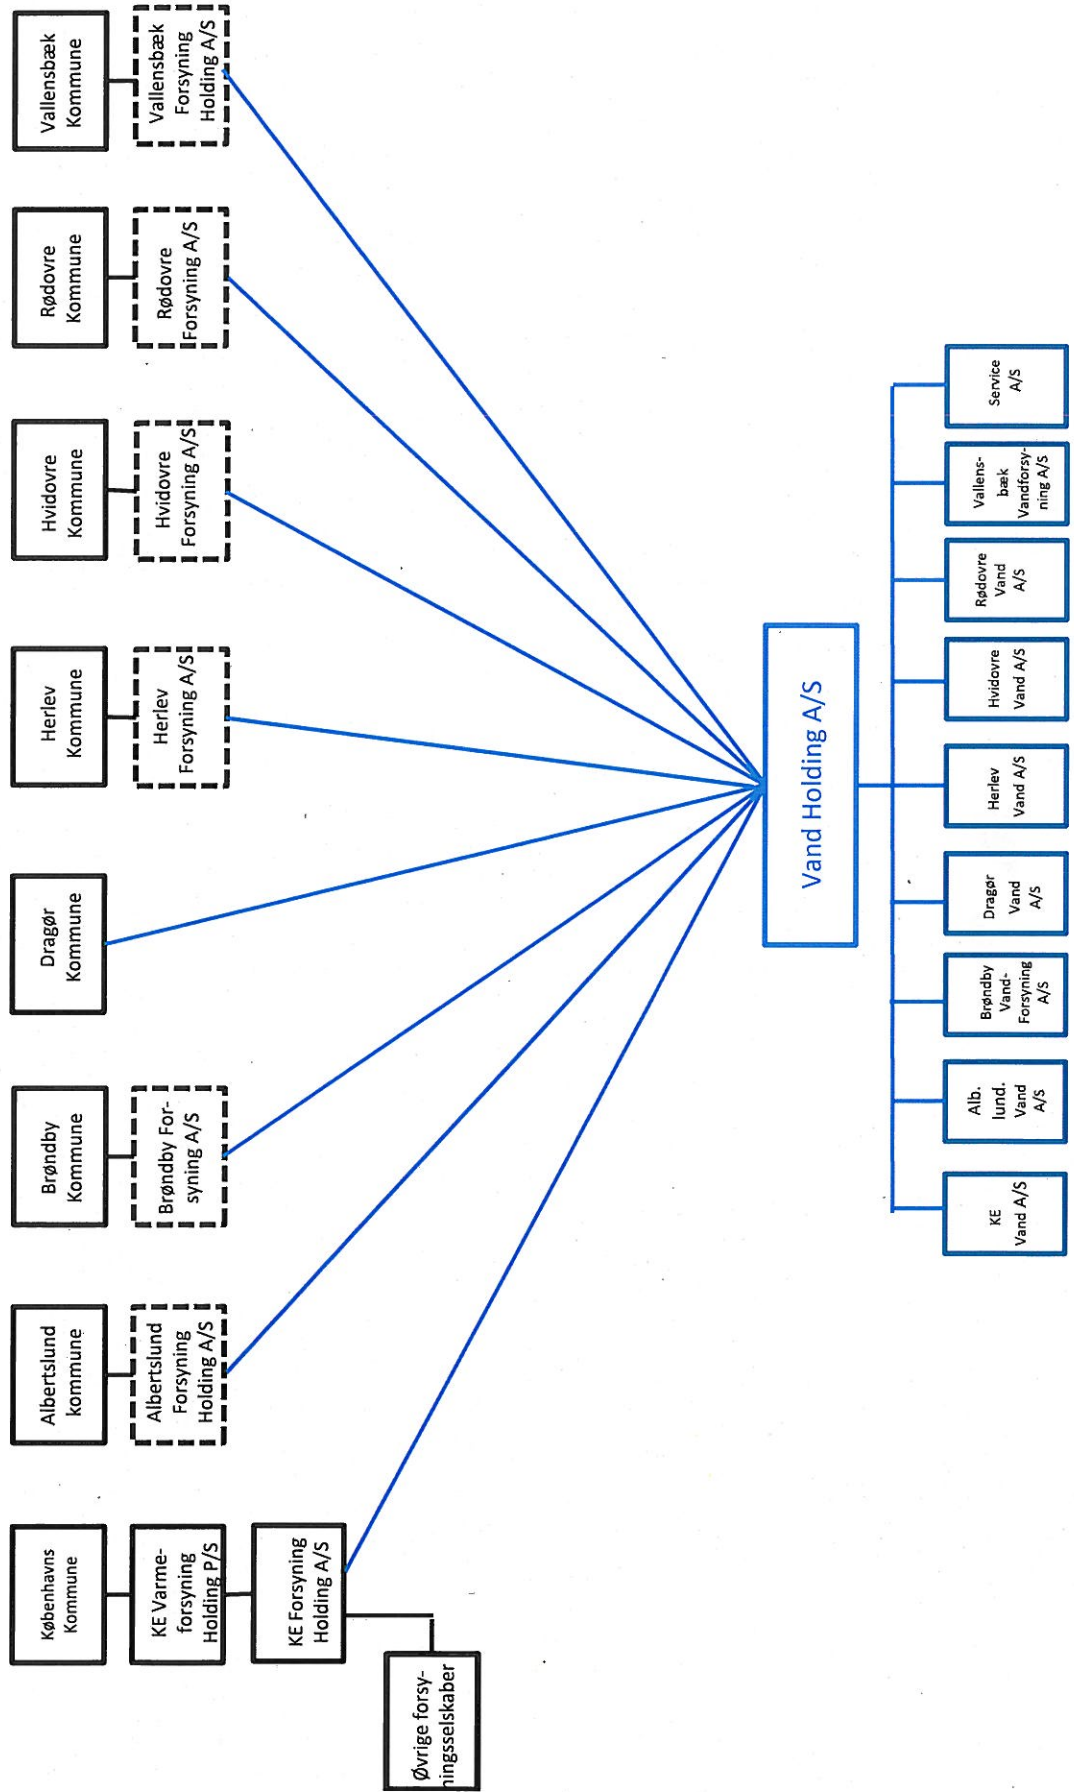 Københavns
Kommune
KE Varme-
forsyning
Holding P/S
KE Forsyning
Holding A/S
Øvrige forsy-
ningsselskaber
Albertslund
kommune
Albertslund
Forsyning
Holding A/S
Brøndby
Kommune
Brøndby For-
syning A/S
Dragør
Kommune
Herlev
Kommune
Herlev
Forsyning A/S
Hvidovre
Kommune
Hvidovre
Forsyning A/S
Rødovre
Kommune
Rødovre
Forsyning A/S
Vallensbæk
Kommune
Vallensbæk
Forsyning
Holding A/S
Vand Holding A/S
KE
Vand A/S
Alb.
lund.
Vand
A/S
Brøndby
Vand-
Forsyning
A/S
Dragør
Vand
A/S
Herlev
Vand A/S
Hvidovre
Vand A/S
Rødovre
Vand
A/S
Vallens-
bæk
Vandforsy-
ning A/S
Service
A/S